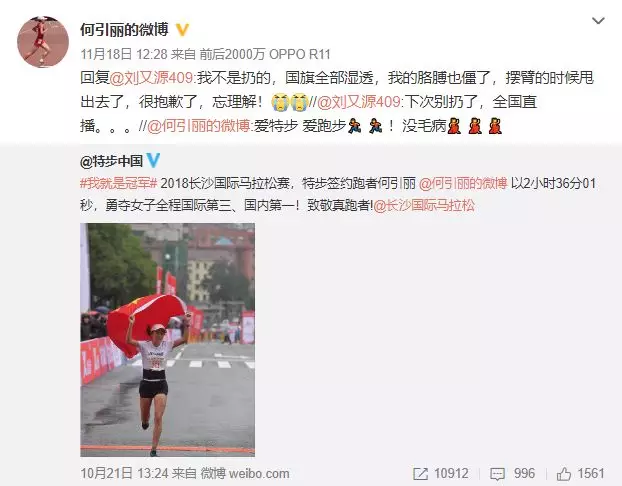 何引丽的微博
11月18日 12:28 来自 前后2000万 OPPO R11
回复@刘又源409:我不是扔的，国旗全部湿透，我的胳膊也僵了，摆臂的时候甩
出去了，很抱歉了，忘理解！//@刘又源409:下次别扔了，全国直
播。。。//@何引丽的微博:爱特步 爱跑步！没毛病
@特步中国
#我就是冠军# 2018长沙国际马拉松赛，特步签约跑者何引丽 @何引丽的微博 以2小时36分01
秒，勇夺女子全程国际第三、国内第一！致敬真跑者!@长沙国际马拉松
10月21日 13:24 来自 微博 weibo.com
10912
996
1561